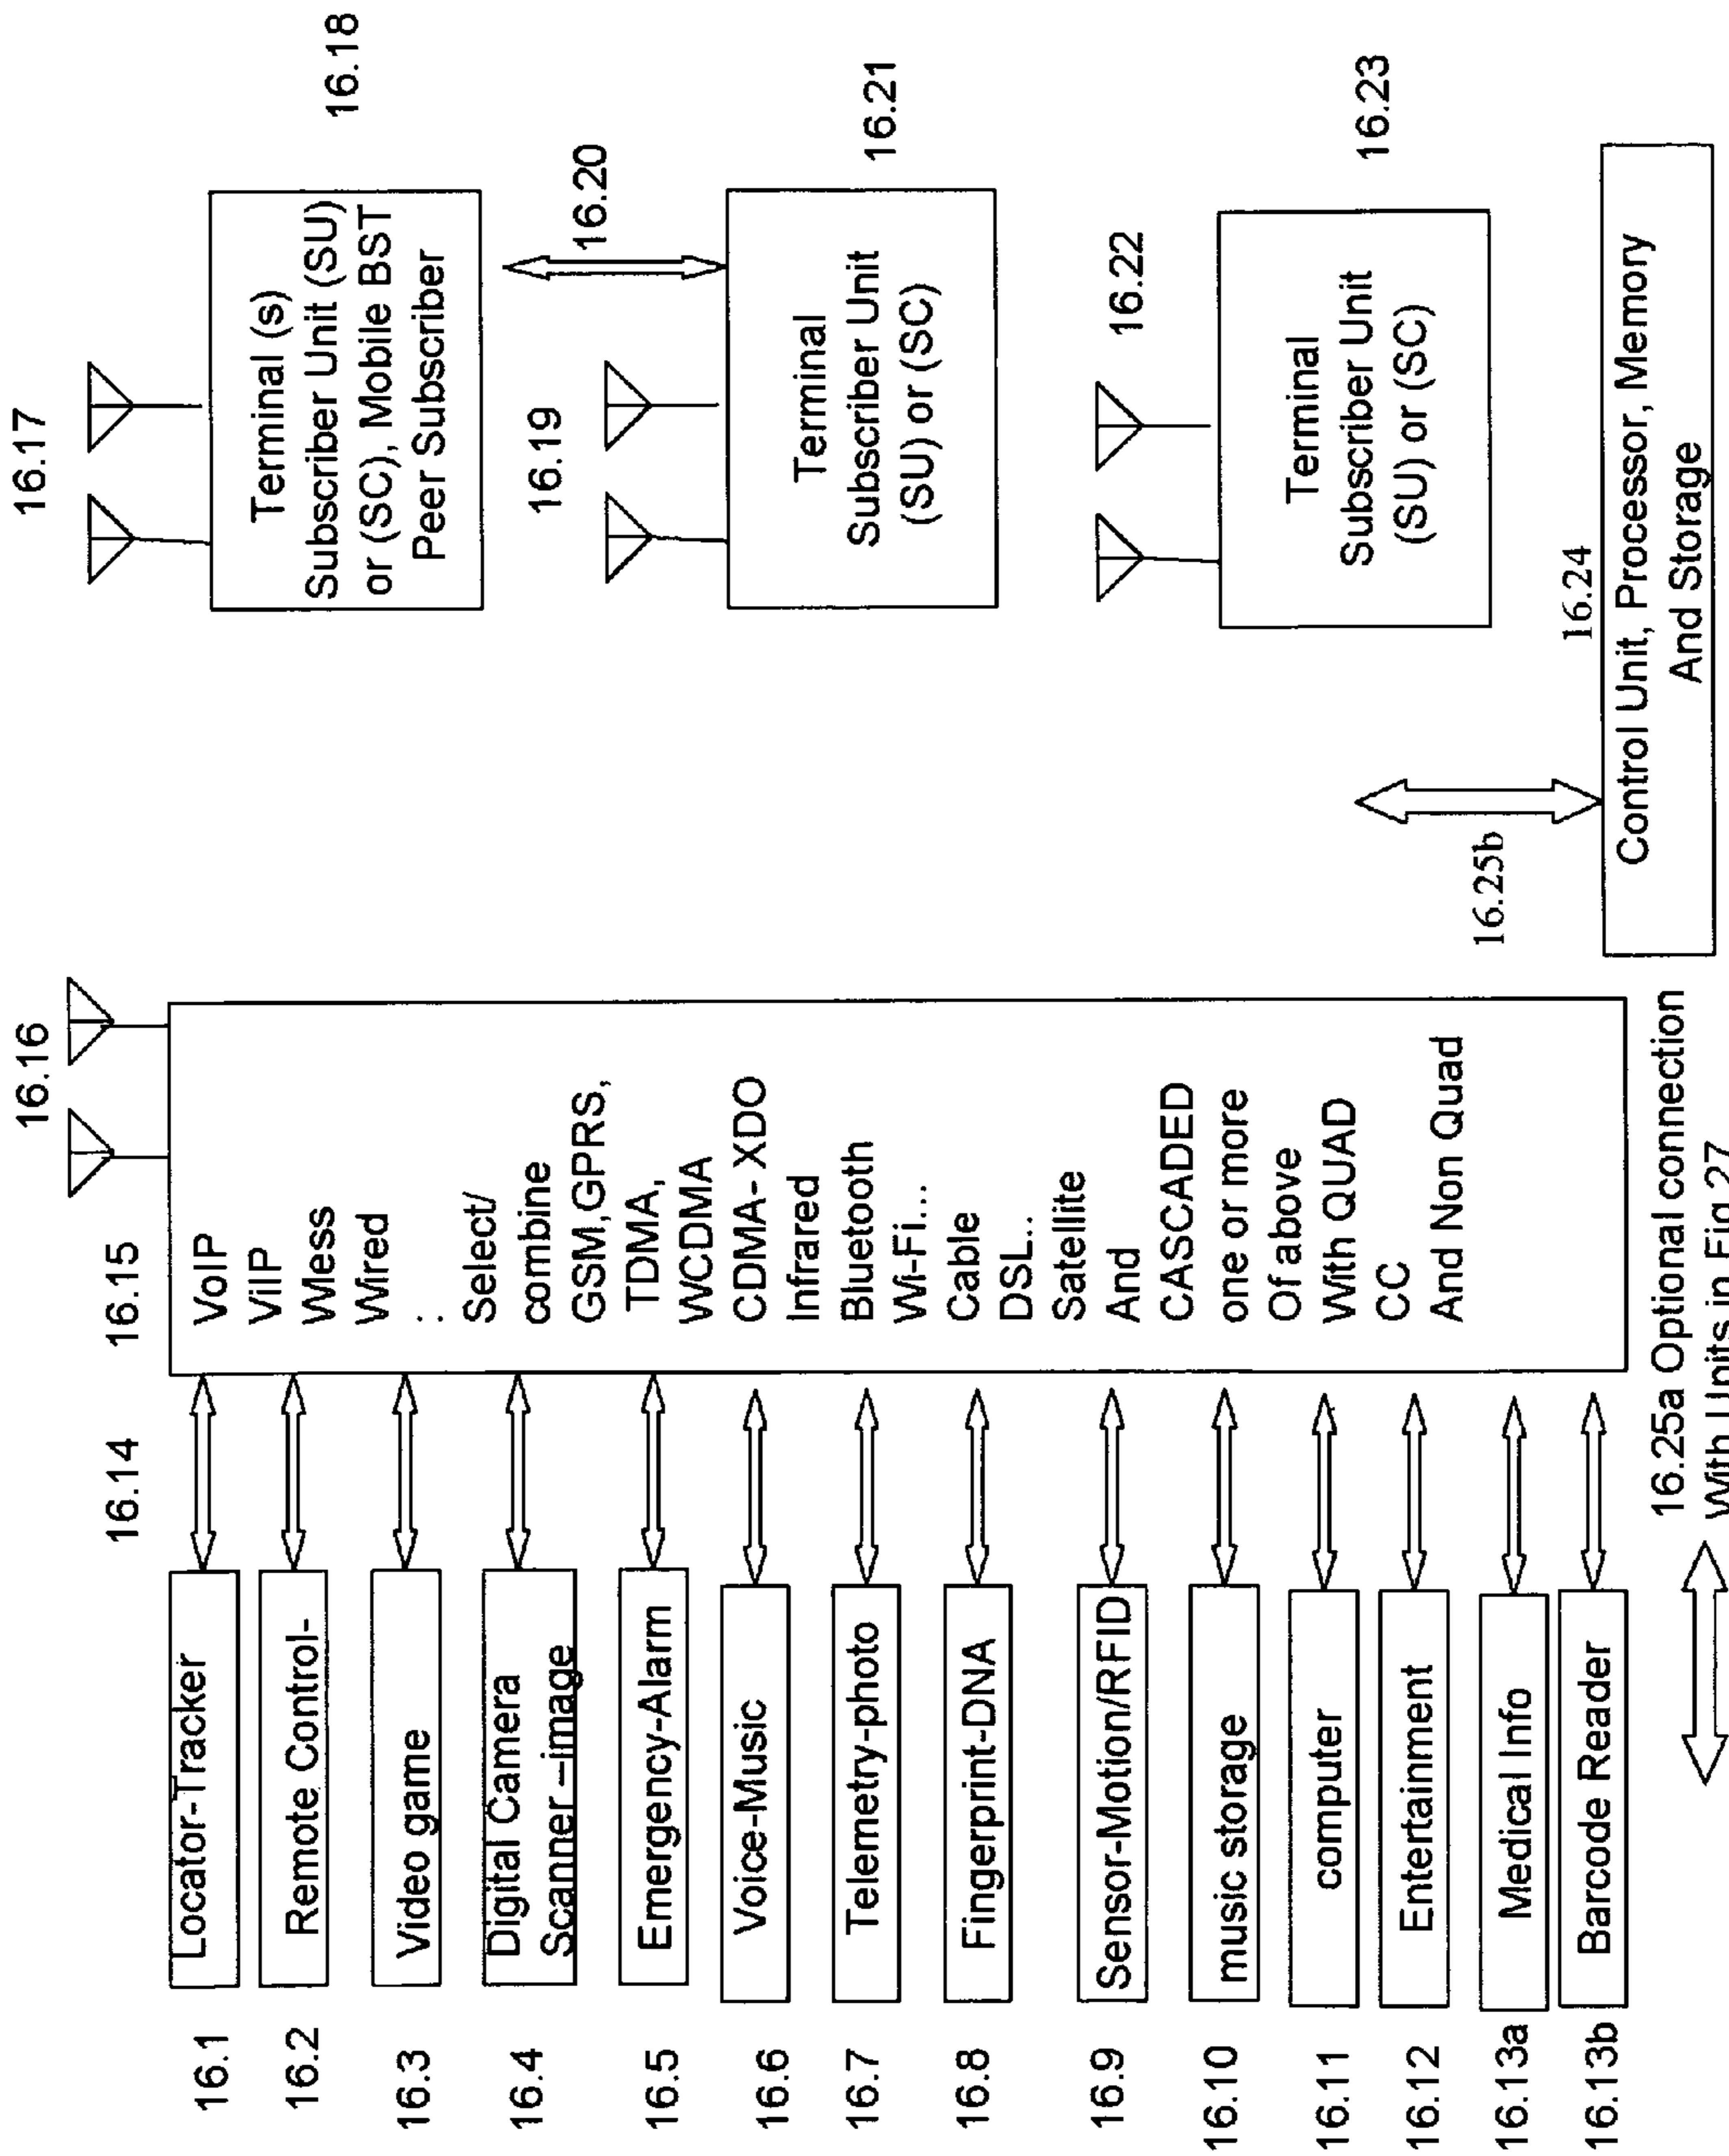 16.1
Locator-Tracker
16.2
Remote Control-
16.3
Video game
16.4
Digital Camera
Scanner –image
16.5
Emergency-Alarm
16.6
Voice-Music
16.7
Telemetry-photo
16.8
Fingerprint-DNA
16.9
Sensor-Motion/RFID
16.10
music storage
16.11
computer
16.12
Entertainment
16.13a
Medical Info
16.13b
Barcode Reader
16.14
16.15
16.16
VoIP
ViIP
Wless
Wired
:
Select/
combine
GSM,GPRS,
TDMA,
WCDMA
CDMA- XDO
Infrared
Bluetooth
Wi-Fi...
Cable
DSL..
Satellite
And
CASCADED
one or more
Of above
With QUAD
CC
And Non Quad
16.25a Optional connection
With Units in Fig.27
16.17
Terminal (s)
Subscriber Unit (SU)
or (SC), Mobile BST
Peer Subscriber
16.18
16.20
16.19
Terminal
Subscriber Unit
(SU) or (SC)
16.21
16.22
Terminal
Subscriber Unit
(SU) or (SC)
16.23
16.25b
16.24
Control Unit, Processor, Memory
And Storage